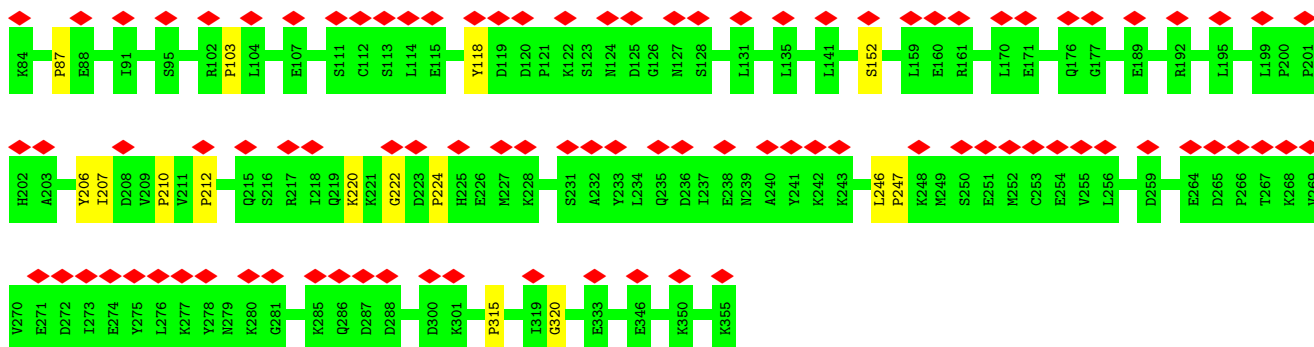 K84 P87 E88 I91 S95 R102 P103 L104 E107 S111 C112 S113 L114 E115 Y118 D119 D120 P121 K122 S123 N124 D125 G126 N127 S128 L131 L135 L141 S152 L159 E160 R161 L170 E171 Q176 G177 E189 R192 L195 L199 P200 P201
H202 A203 Y206 I207 D208 V209 P210 V211 P212 Q215 S216 R217 I218 Q219 K220 K221 G222 D223 P224 H225 E226 M227 K228 S231 A232 Y233 L234 Q235 D236 I237 E238 N239 A240 Y241 K242 K243 L246 P247 K248 M249 S250 E251 M252 C253 E254 V255 L256 D259 E264 D265 P266 T267 K268 V269
V270 E271 D272 I273 E274 Y275 L276 K277 Y278 N279 K280 G281 K285 Q286 D287 D288 D300 K301 P315 I319 G320 E333 E346 K350 K355